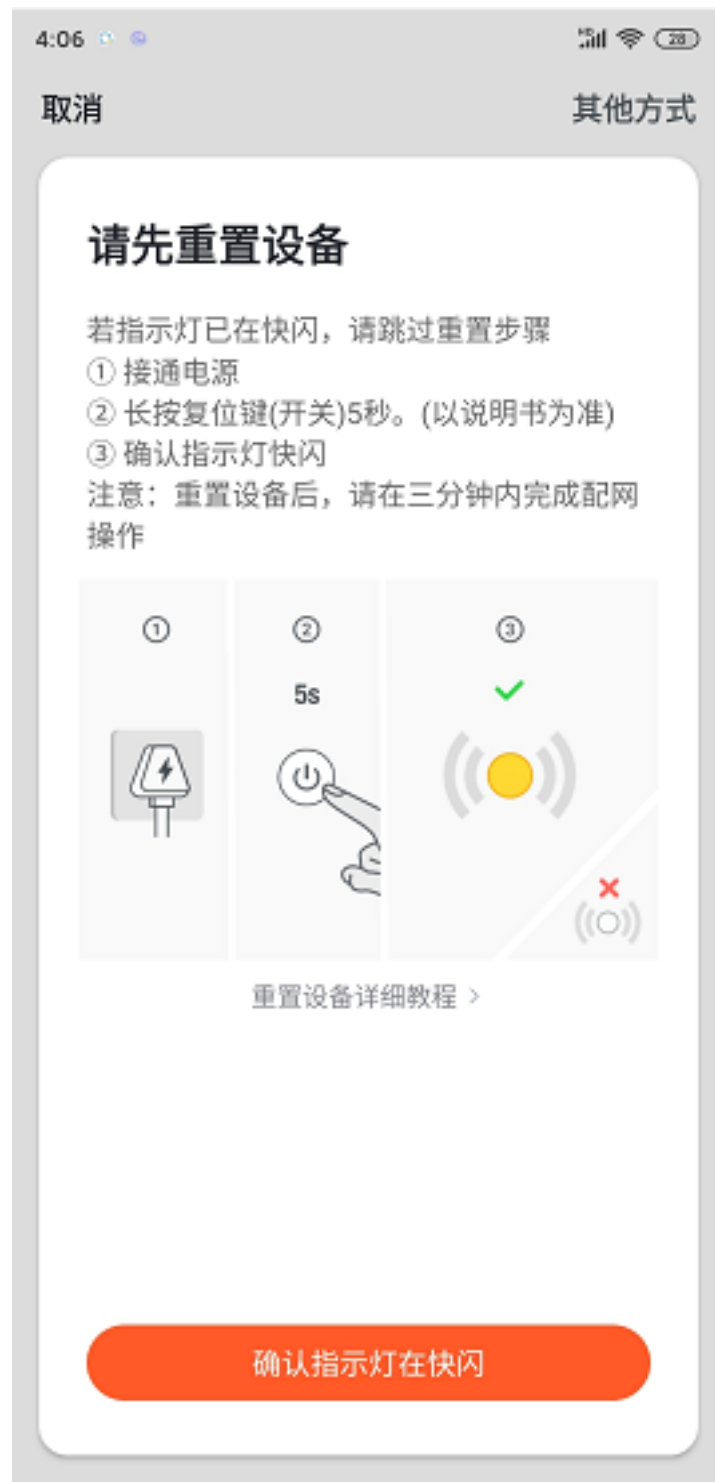 4:06
28
取消
其他方式
请先重置设备
若指示灯已在快闪，请跳过重置步骤
① 接通电源
② 长按复位键(开关)5秒。(以说明书为准)
③ 确认指示灯快闪
注意：重置设备后，请在三分钟内完成配网
操作
①
②
③
5s
重置设备详细教程 >
确认指示灯在快闪